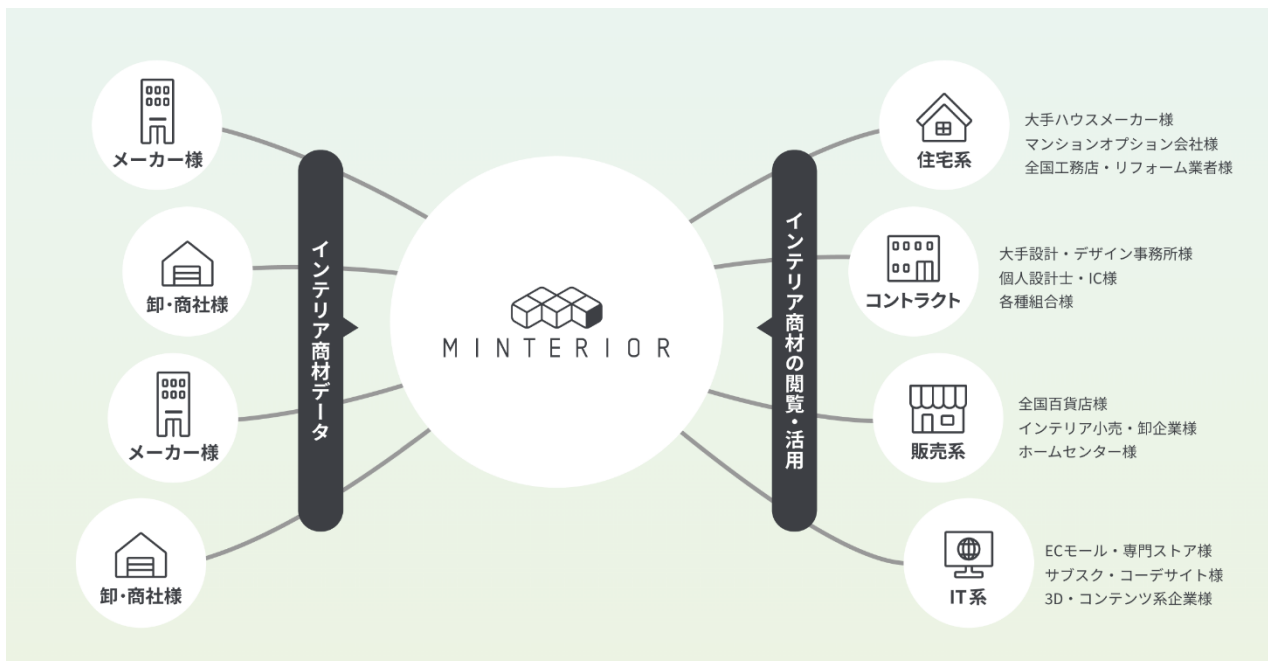 メーカー様
卸・商社様
メーカー様
卸・商社様
インテリア商材データ
MINTERIOR
インテリア商材の閲覧・活用
住宅系
大手ハウスメーカー様
マンションオプション会社様
全国工務店・リフォーム業者様
コントラクト
大手設計・デザイン事務所様
個人設計士・IC様
各種組合様
販売系
全国百貨店様
インテリア小売・卸企業様
ホームセンター様
IT系
ECモール・専門ストア様
サブスク・コーデサイト様
3D・コンテンツ系企業様